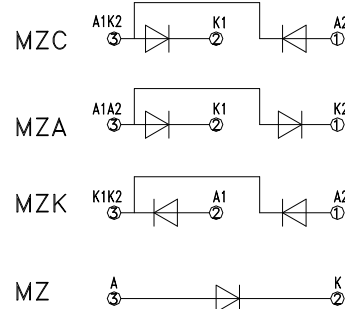 A1K2 K1 A2
MZC 3 2 1
A1A2 K1 K2
MZA 3 2 1
K1K2 A1 A2
MZK 3 2 1
A K
MZ 3 2